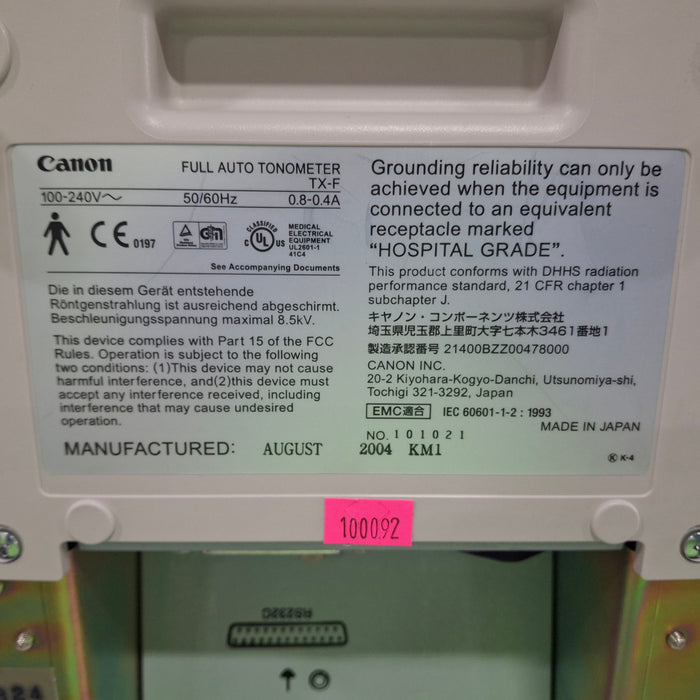 Canon
FULL AUTO TONOMETER
TX-F
100-240V～ 50/60Hz 0.8-0.4A
CE 0197
CLASSIFIED
C UL US
MEDICAL
ELECTRICAL
EQUIPMENT
UL2601-1
41C4
See Accompanying Documents
Die in diesem Gerät entstehende
Röntgenstrahlung ist ausreichend abgeschirmt.
Beschleunigungsspannung maximal 8.5kV.
This device complies with Part 15 of the FCC
Rules. Operation is subject to the following
two conditions: (1)This device may not cause
harmful interference, and(2)this device must
accept any interference received, including
interference that may cause undesired
operation.
Grounding reliability can only be
achieved when the equipment is
connected to an equivalent
receptacle marked
“HOSPITAL GRADE”.
This product conforms with DHHS radiation
performance standard, 21 CFR chapter 1
subchapter J.
キヤノン・コンポーネンツ株式会社
埼玉県児玉郡上里町大字七本木3461番地1
製造承認番号 21400BZZ00478000
CANON INC.
20-2 Kiyohara-Kogyo-Danchi, Utsunomiya-shi,
Tochigi 321-3292, Japan
EMC適合 IEC 60601-1-2 : 1993
MADE IN JAPAN
NO. 101021
MANUFACTURED: AUGUST 2004 KM1
K K-4
100092
RS232C
824